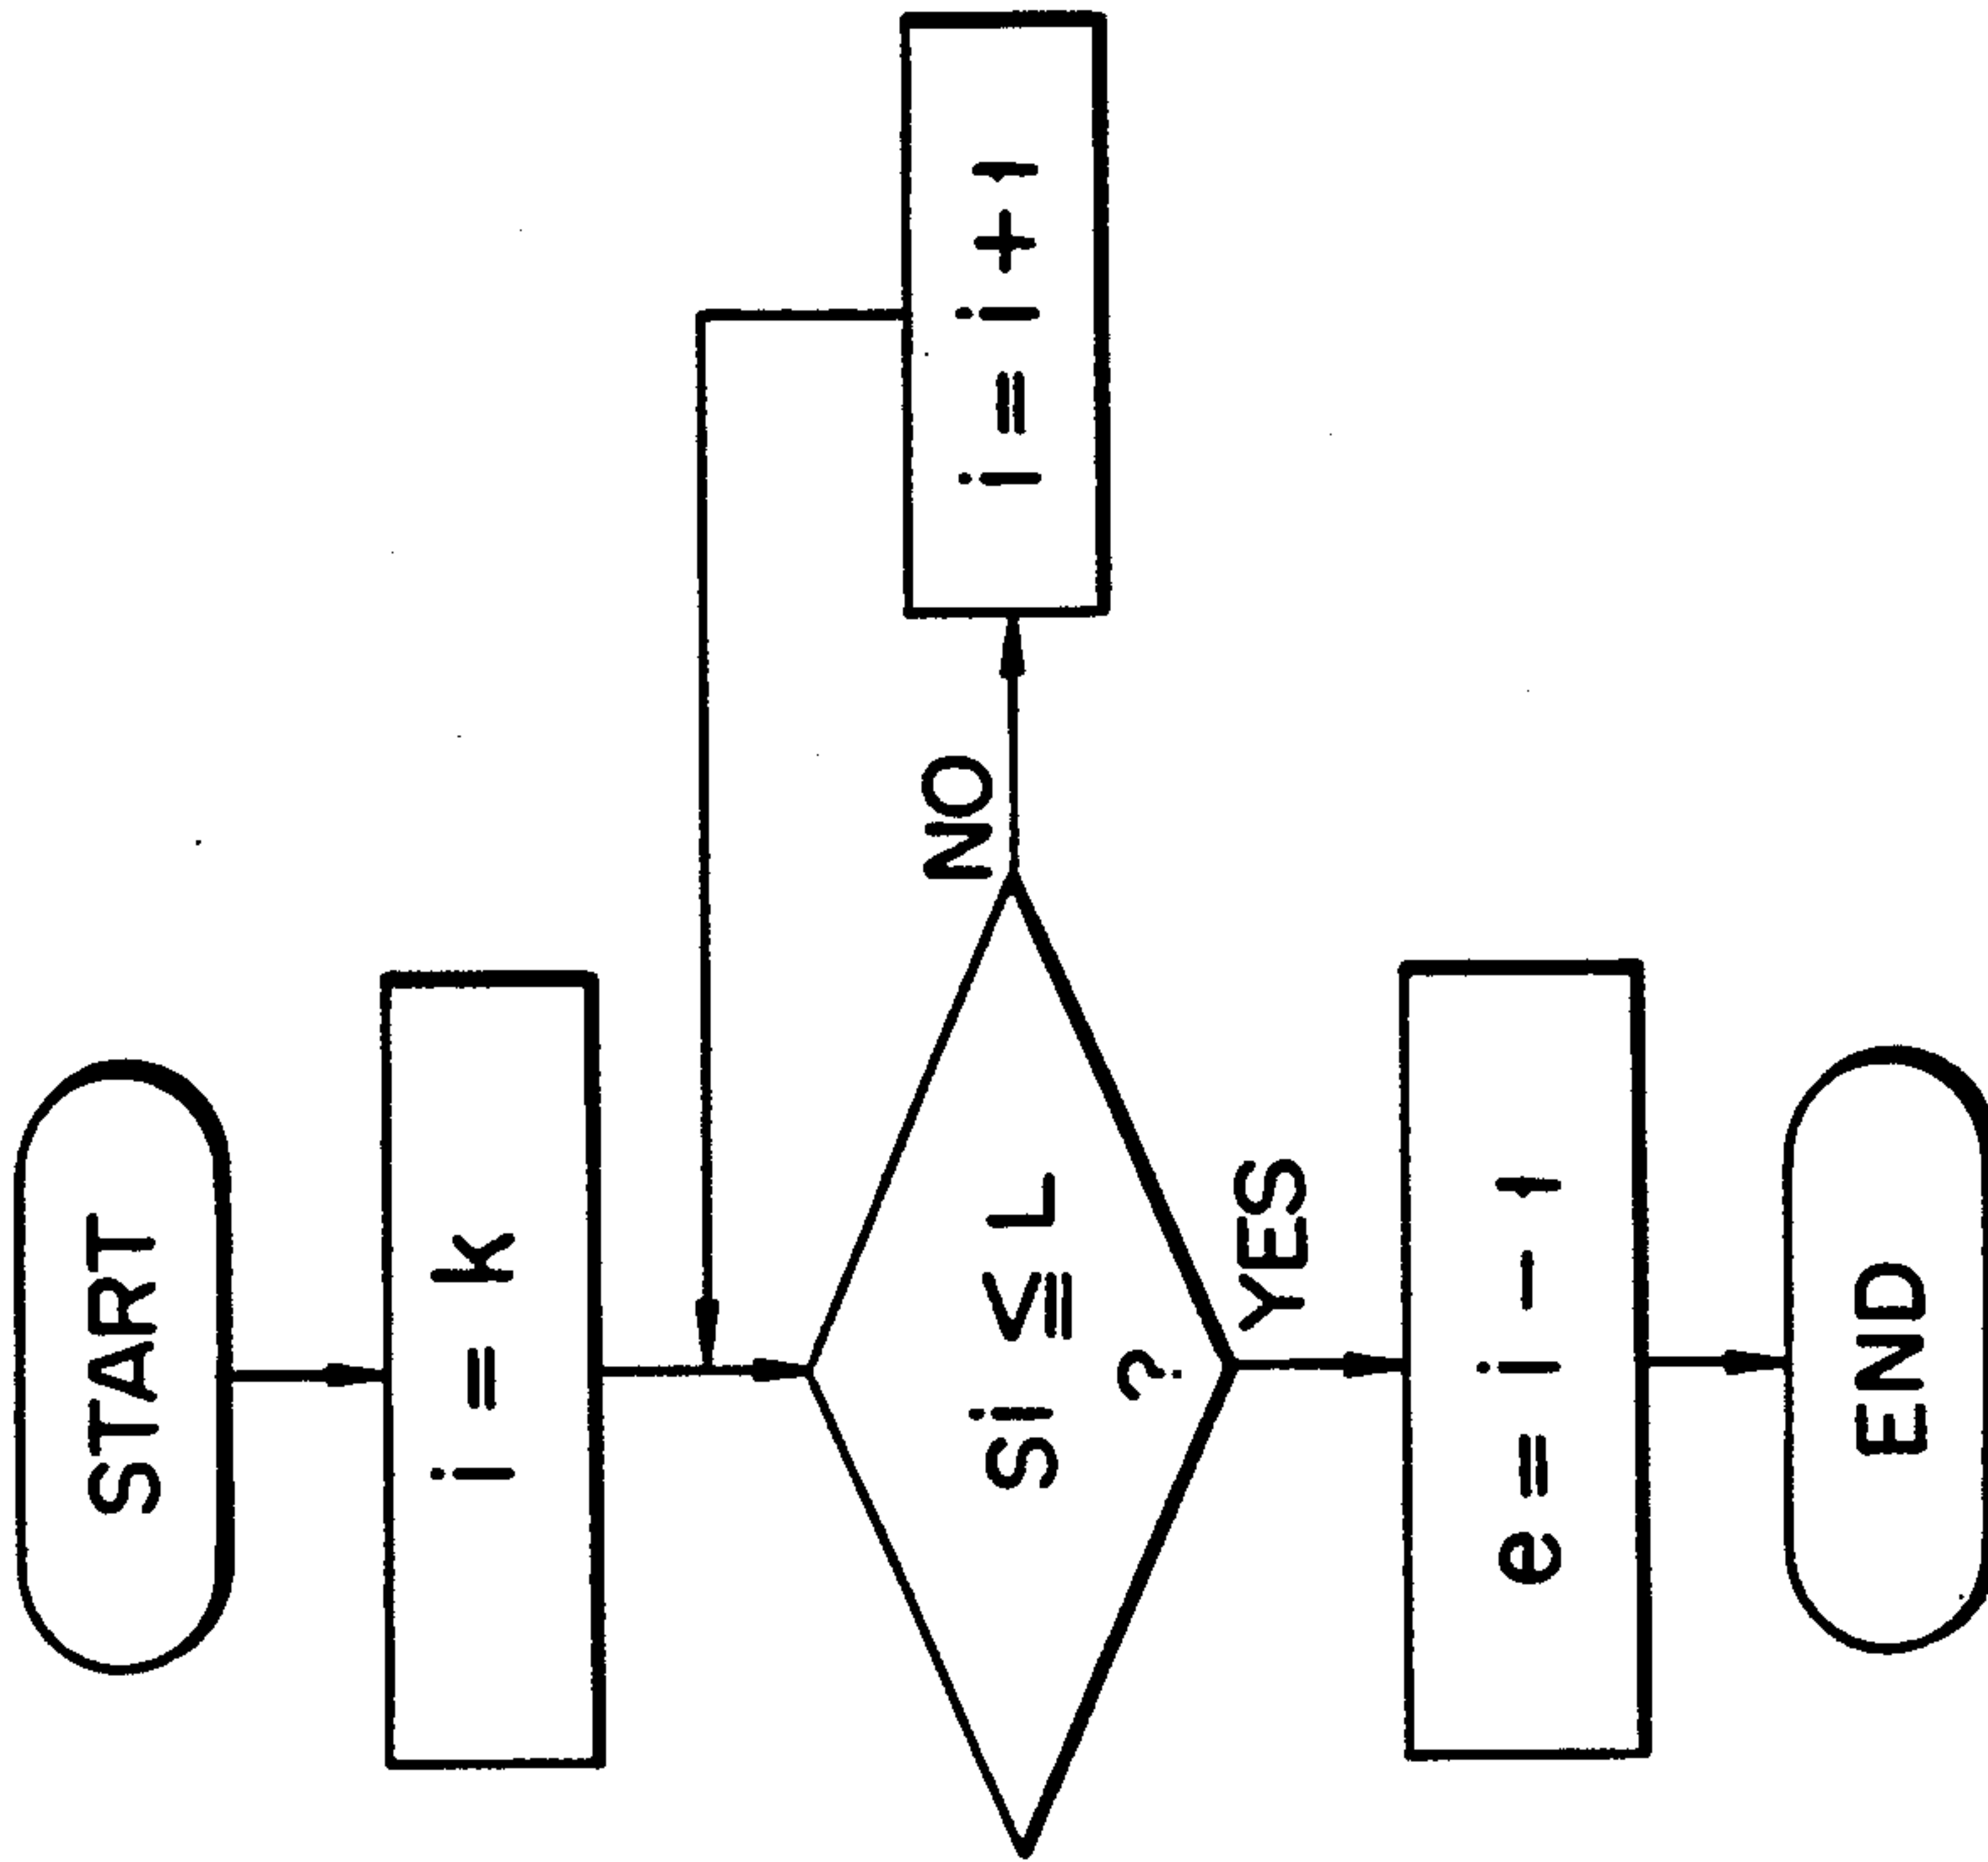 START
i = k
Si ≦ L
?
NO
i = i + 1
YES
e = i - 1
END